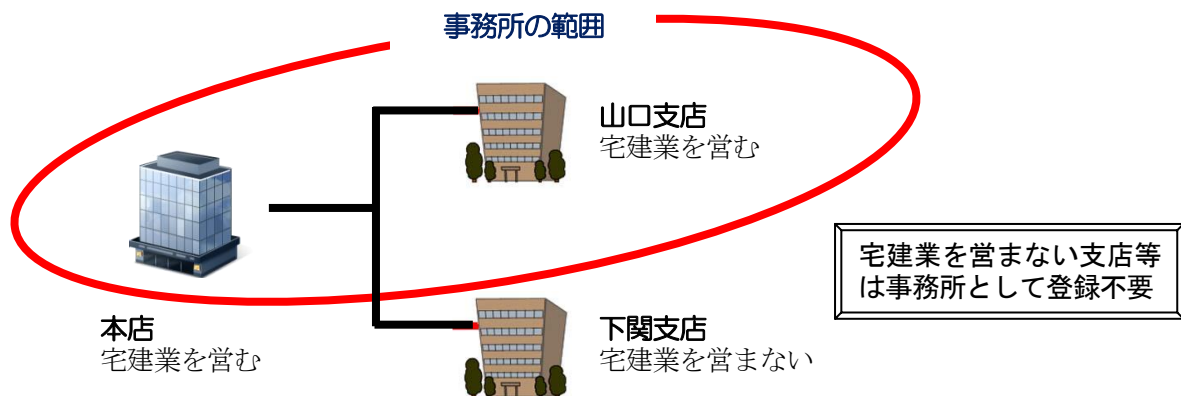 事務所の範囲
山口支店
宅建業を営む
本店
宅建業を営む
下関支店
宅建業を営まない
宅建業を営まない支店等
は事務所として登録不要